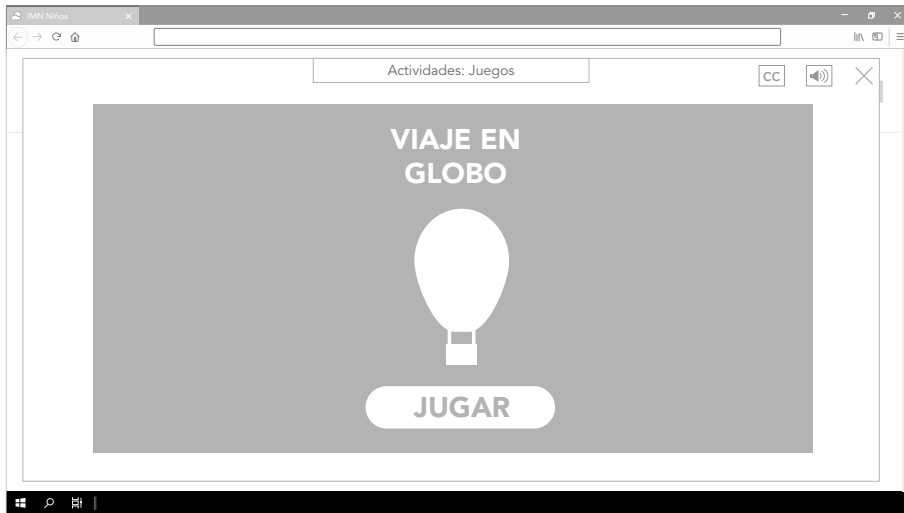 IMN Niños
Actividades: Juegos
CC
VIAJE EN
GLOBO
JUGAR